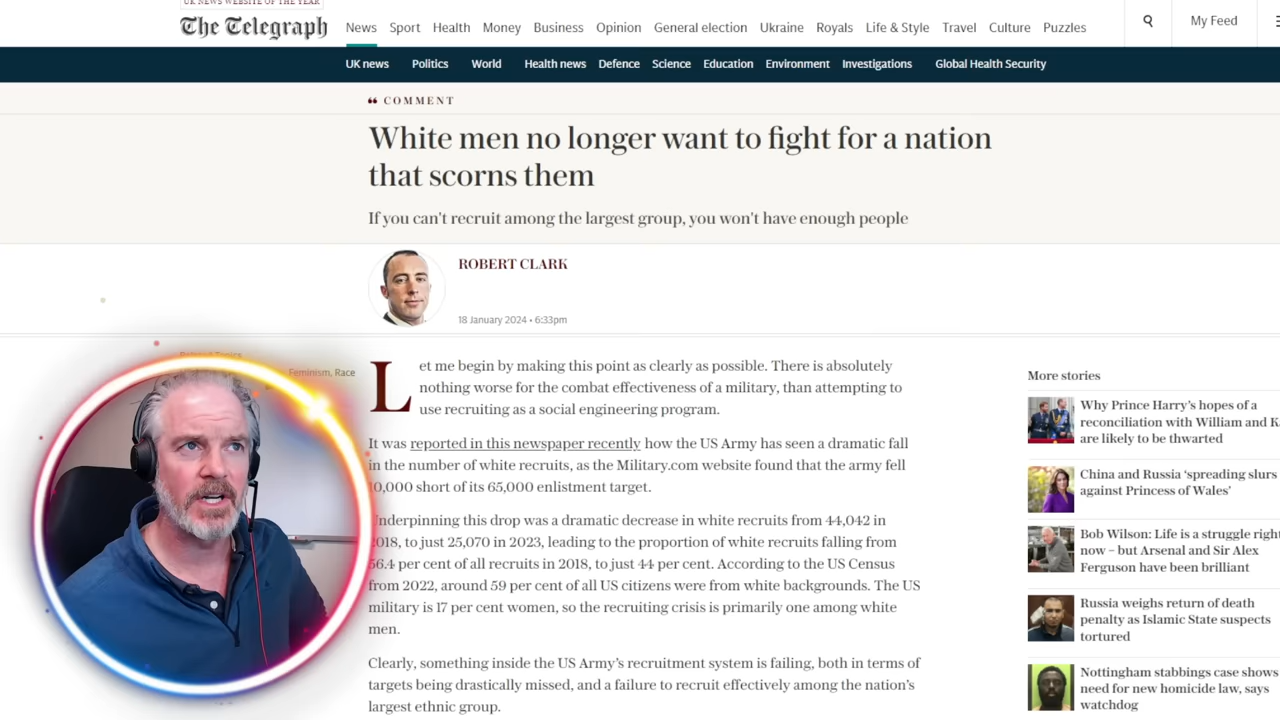 UK NEWS WEBSITE OF THE YEAR
The Telegraph
News Sport Health Money Business Opinion General election Ukraine Royals Life & Style Travel Culture Puzzles
My Feed
UK news Politics World Health news Defence Science Education Environment Investigations Global Health Security
❝ COMMENT
White men no longer want to fight for a nation
that scorns them
If you can't recruit among the largest group, you won't have enough people
ROBERT CLARK
18 January 2024 • 6:33pm
Related Topics
Feminism, Race
Let me begin by making this point as clearly as possible. There is absolutely
nothing worse for the combat effectiveness of a military, than attempting to
use recruiting as a social engineering program.
It was reported in this newspaper recently how the US Army has seen a dramatic fall
in the number of white recruits, as the Military.com website found that the army fell
10,000 short of its 65,000 enlistment target.
Underpinning this drop was a dramatic decrease in white recruits from 44,042 in
2018, to just 25,070 in 2023, leading to the proportion of white recruits falling from
56.4 per cent of all recruits in 2018, to just 44 per cent. According to the US Census
from 2022, around 59 per cent of all US citizens were from white backgrounds. The US
military is 17 per cent women, so the recruiting crisis is primarily one among white
men.
Clearly, something inside the US Army's recruitment system is failing, both in terms of
targets being drastically missed, and a failure to recruit effectively among the nation's
largest ethnic group.
More stories
Why Prince Harry's hopes of a
reconciliation with William and K
are likely to be thwarted
China and Russia 'spreading slurs
against Princess of Wales'
Bob Wilson: Life is a struggle right
now – but Arsenal and Sir Alex
Ferguson have been brilliant
Russia weighs return of death
penalty as Islamic State suspects
tortured
Nottingham stabbings case shows
need for new homicide law, says
watchdog